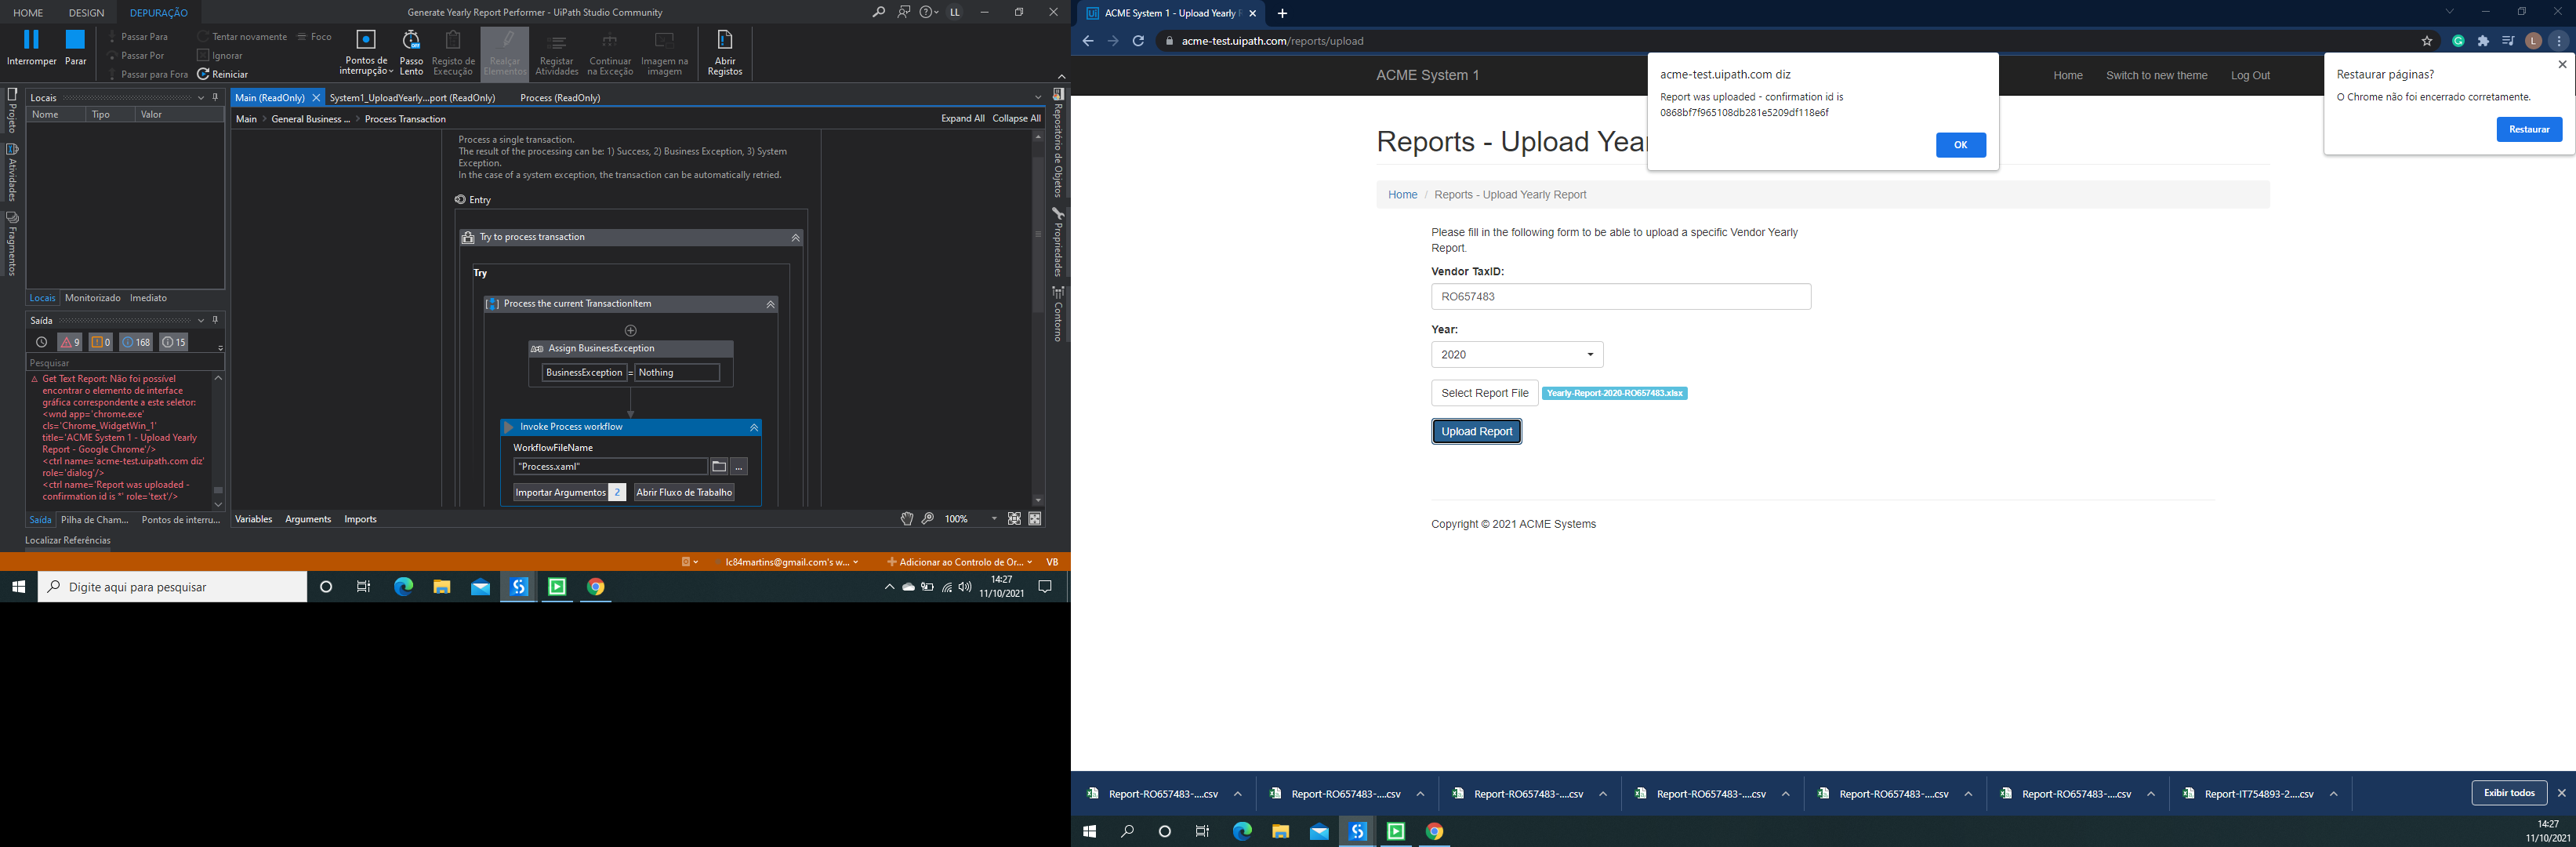 HOME DESIGN DEPURAÇÃO Generate Yearly Report Performer - UiPath Studio Community LL
Interromper Parar
Passar Para
Passar Por
Passar para Fora
Tentar novamente
Ignorar
Reiniciar
Foco
Pontos de interrupção
Passo Lento
Registo de Execução
Realçar Elementos
Registar Atividades
Continuar na Exceção
Imagem na imagem
Abrir Registos
Projeto
Atividades
Fragmentos
Locais
Nome Tipo Valor
Locais Monitorizado Imediato
Saída
9 0 168 15
Pesquisar
Get Text Report: Não foi possível
encontrar o elemento de interface
gráfica correspondente a este seletor:
<wnd app='chrome.exe'
cls='Chrome_WidgetWin_1'
title='ACME System 1 - Upload Yearly
Report - Google Chrome'/>
<ctrl name='acme-test.uipath.com diz'
role='dialog'/>
<ctrl name='Report was uploaded -
confirmation id is *' role='text'/>
Saída Pilha de Cham... Pontos de interru...
Localizar Referências
Main (ReadOnly) System1_UploadYearly...port (ReadOnly) Process (ReadOnly)
Main General Business ... Process Transaction Expand All Collapse All
Process a single transaction.
The result of the processing can be: 1) Success, 2) Business Exception, 3) System
Exception.
In the case of a system exception, the transaction can be automatically retried.
Entry
Try to process transaction
Try
Process the current TransactionItem
Assign BusinessException
BusinessException = Nothing
Invoke Process workflow
WorkflowFileName
"Process.xaml" ...
Importar Argumentos 2 Abrir Fluxo de Trabalho
Variables Arguments Imports 100%
Repositório de Objetos
Propriedades
Contorno
lc84martins@gmail.com's w... Adicionar ao Controlo de Or... VB
Digite aqui para pesquisar
14:27
11/10/2021
ACME System 1 - Upload Yearly R
acme-test.uipath.com/reports/upload
L
ACME System 1 Home Switch to new theme Log Out
acme-test.uipath.com diz
Report was uploaded - confirmation id is
0868bf7f965108db281e5209df118e6f
OK
Restaurar páginas?
O Chrome não foi encerrado corretamente.
Restaurar
Reports - Upload Year
Home / Reports - Upload Yearly Report
Please fill in the following form to be able to upload a specific Vendor Yearly
Report.
Vendor TaxID:
RO657483
Year:
2020
Select Report File Yearly-Report-2020-RO657483.xlsx
Upload Report
Copyright © 2021 ACME Systems
Report-RO657483-....csv Report-RO657483-....csv Report-RO657483-....csv Report-RO657483-....csv Report-RO657483-....csv Report-RO657483-....csv Report-IT754893-2....csv Exibir todos
14:27
11/10/2021